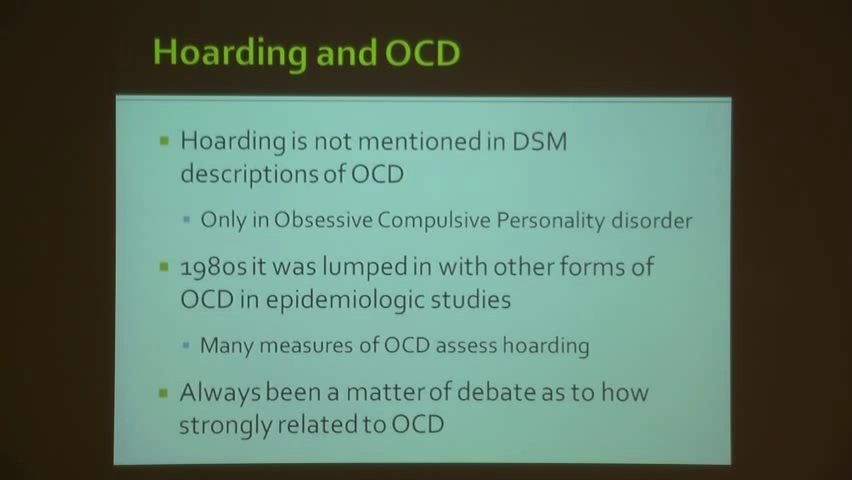 Hoarding and OCD
Hoarding is not mentioned in DSM
descriptions of OCD
Only in Obsessive Compulsive Personality disorder
1980s it was lumped in with other forms of
OCD in epidemiologic studies
Many measures of OCD assess hoarding
Always been a matter of debate as to how
strongly related to OCD